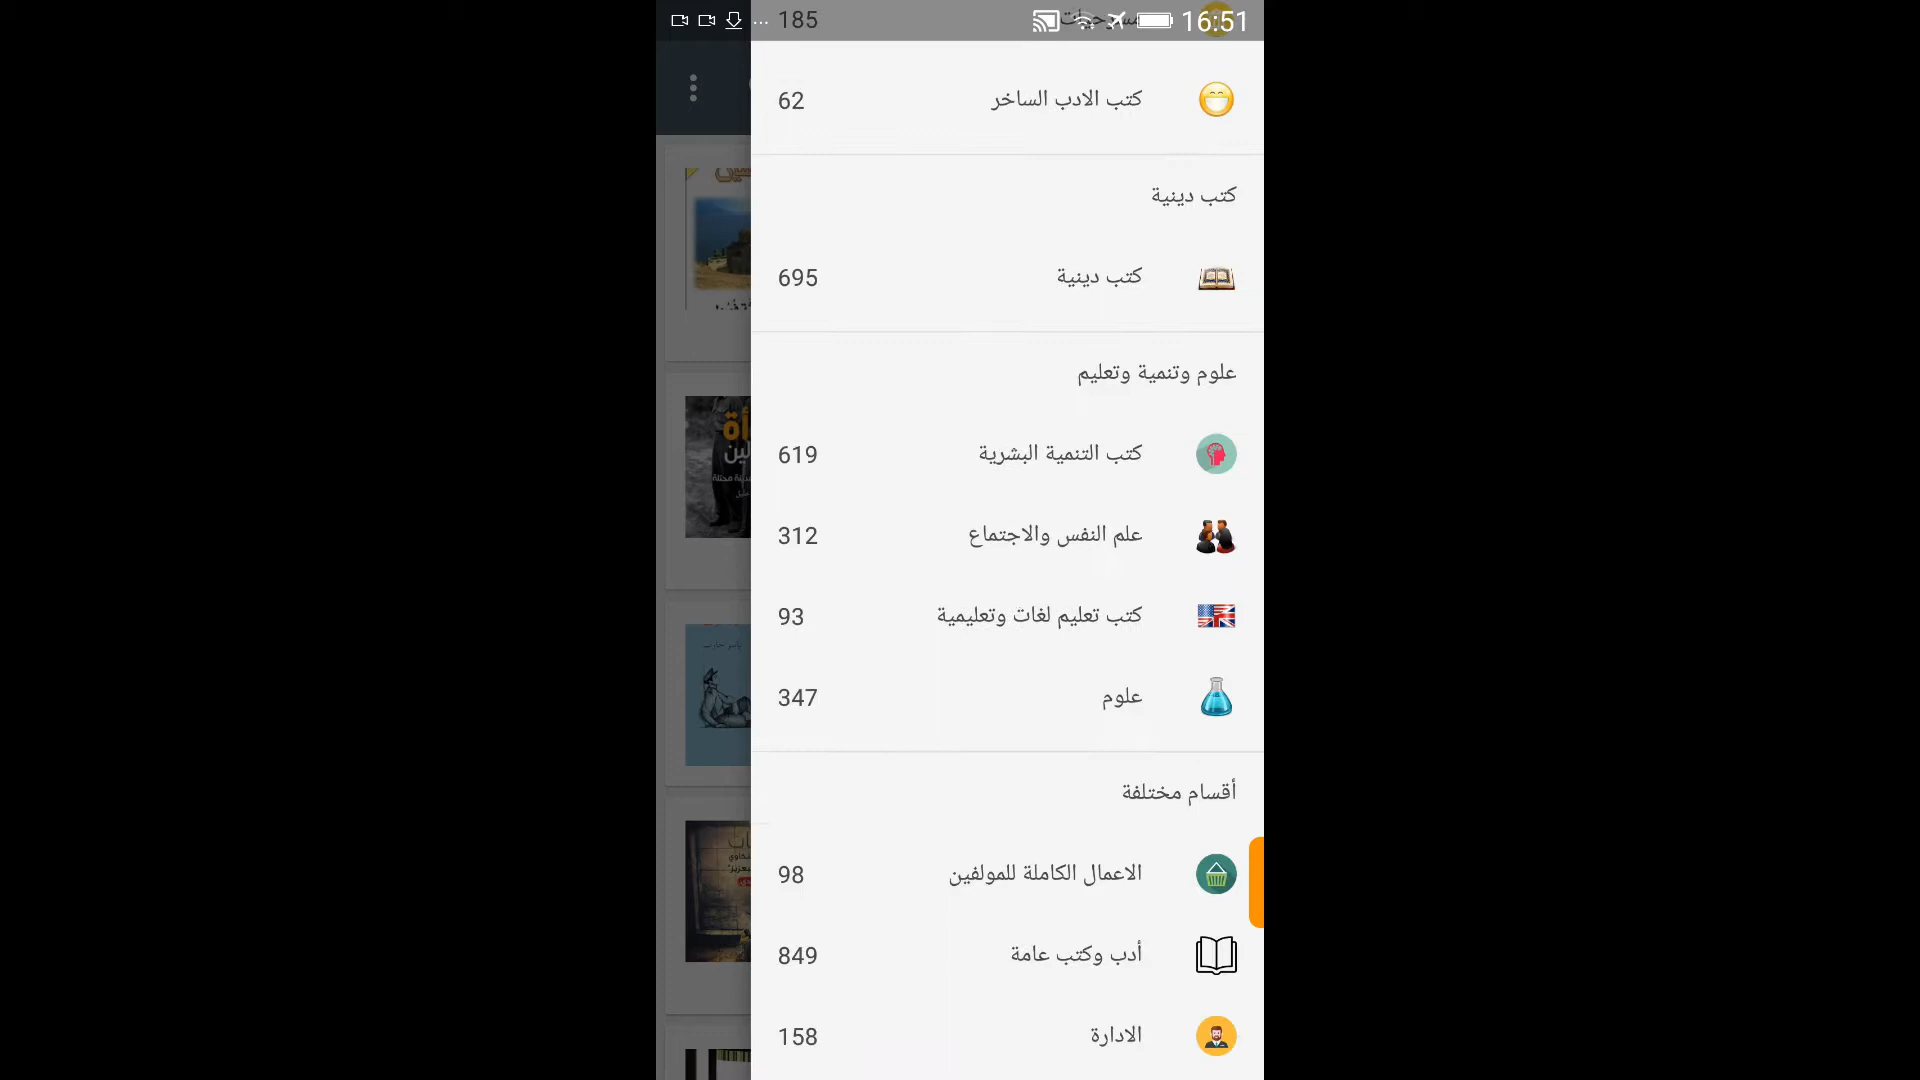 16:51
مسرحيات 185
كتب الادب الساخر 62
كتب دينية
كتب دينية 695
علوم وتنمية وتعليم
كتب التنمية البشرية 619
علم النفس والاجتماع 312
كتب تعليم لغات وتعليمية 93
علوم 347
أقسام مختلفة
الاعمال الكاملة للمولفين 98
أدب وكتب عامة 849
الادارة 158